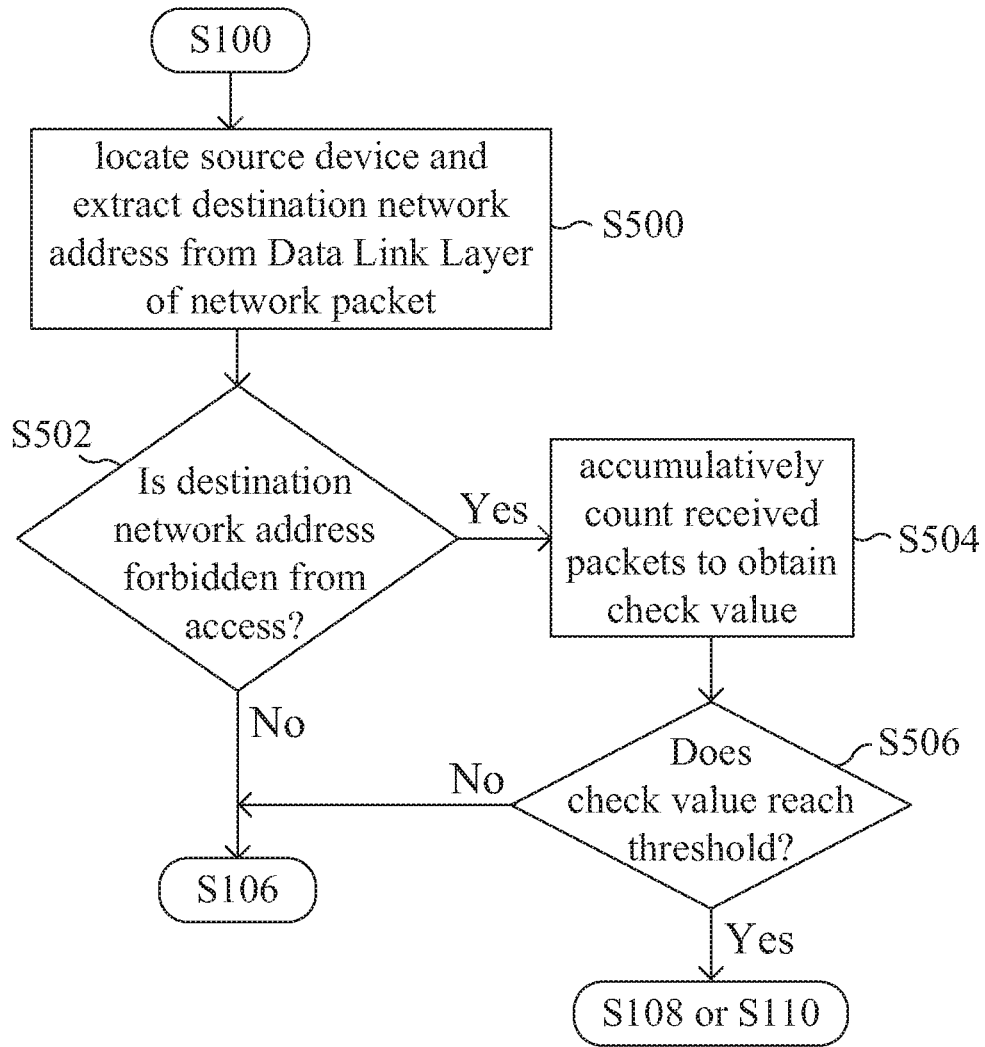 S100
locate source device and
extract destination network
address from Data Link Layer
of network packet
S500
S502
Is destination
network address
forbidden from
access?
Yes
accumulatively
count received
packets to obtain
check value
S504
No
Does
check value reach
threshold?
S506
No
S106
Yes
S108 or S110